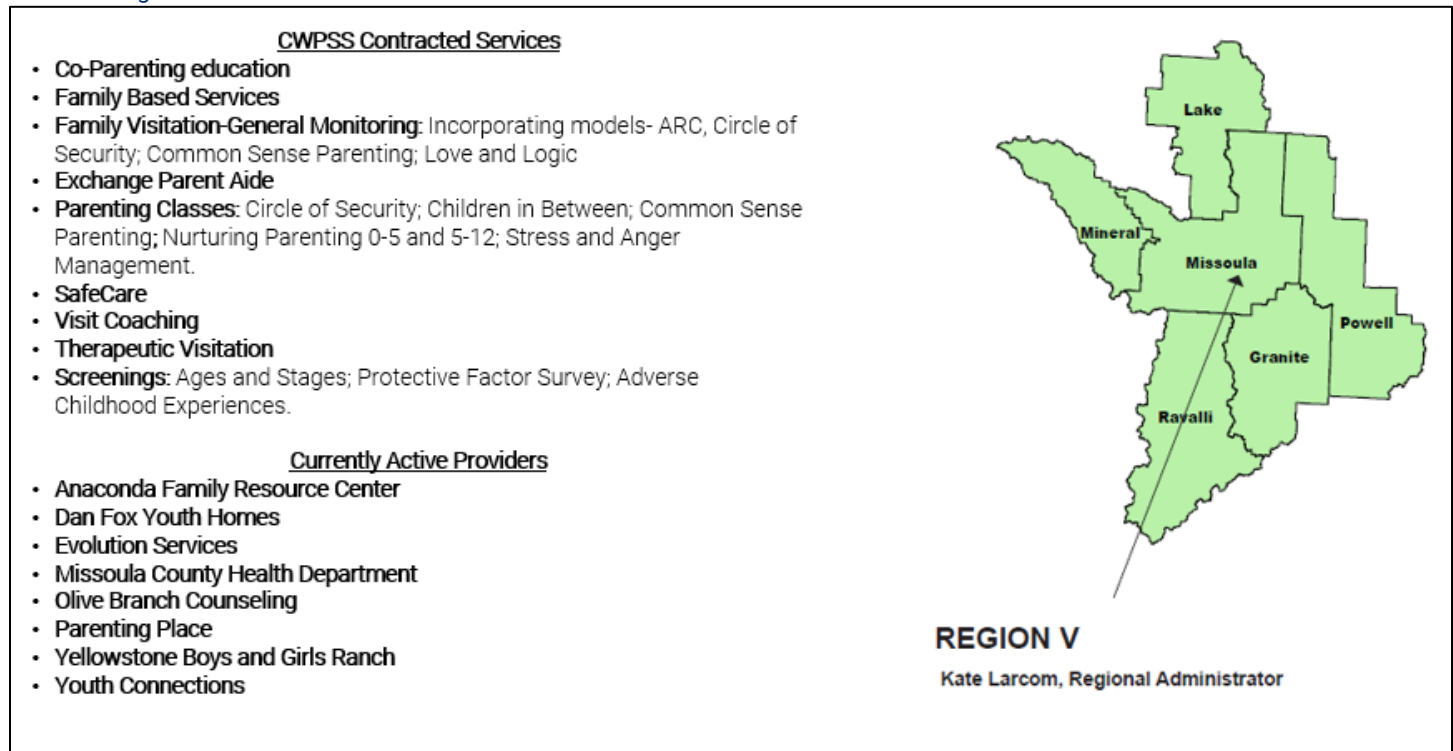 CWPSS Contracted Services
• Co-Parenting education
• Family Based Services
• Family Visitation-General Monitoring: Incorporating models- ARC, Circle of
Security; Common Sense Parenting; Love and Logic
• Exchange Parent Aide
• Parenting Classes: Circle of Security; Children in Between; Common Sense
Parenting; Nurturing Parenting 0-5 and 5-12; Stress and Anger
Management.
• SafeCare
• Visit Coaching
• Therapeutic Visitation
• Screenings: Ages and Stages; Protective Factor Survey; Adverse
Childhood Experiences.
Currently Active Providers
• Anaconda Family Resource Center
• Dan Fox Youth Homes
• Evolution Services
• Missoula County Health Department
• Olive Branch Counseling
• Parenting Place
• Yellowstone Boys and Girls Ranch
• Youth Connections
Lake
Mineral
Missoula
Powell
Granite
Ravalli
REGION V
Kate Larcom, Regional Administrator